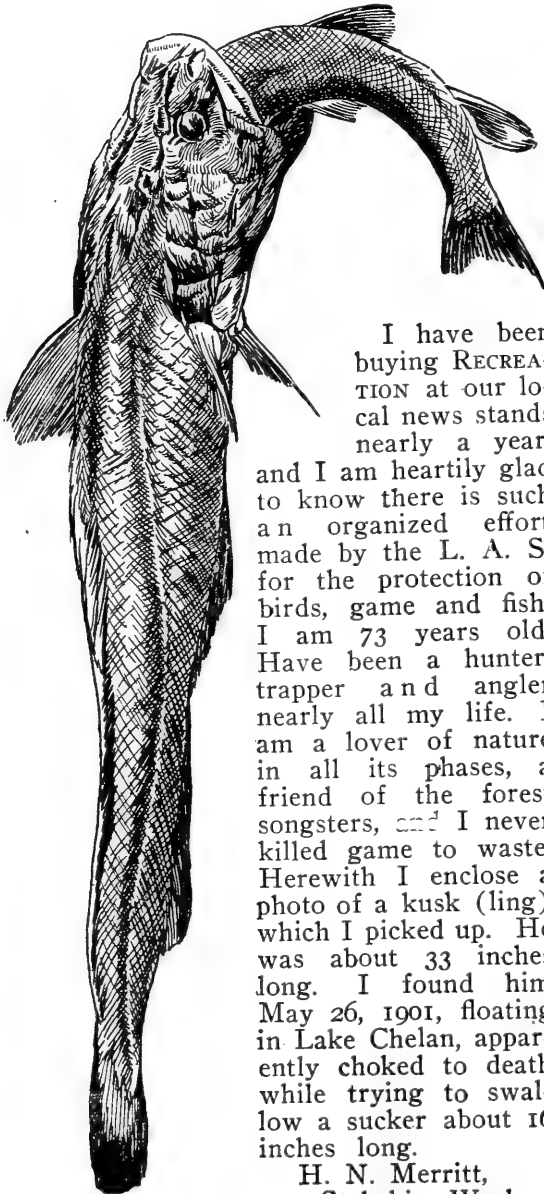 I have been
buying RECREA-
TION at our lo-
cal news stands
nearly a year,
and I am heartily glad
to know there is such
an organized effort
made by the L. A. S.
for the protection of
birds, game and fish.
I am 73 years old.
Have been a hunter,
trapper and angler
nearly all my life. I
am a lover of nature
in all its phases, a
friend of the forest
songsters, and I never
killed game to waste.
Herewith I enclose a
photo of a kusk (ling)
which I picked up. He
was about 33 inches
long. I found him
May 26, 1901, floating
in Lake Chelan, appar-
ently choked to death
while trying to swal-
low a sucker about 16
inches long.
H. N. Merritt,